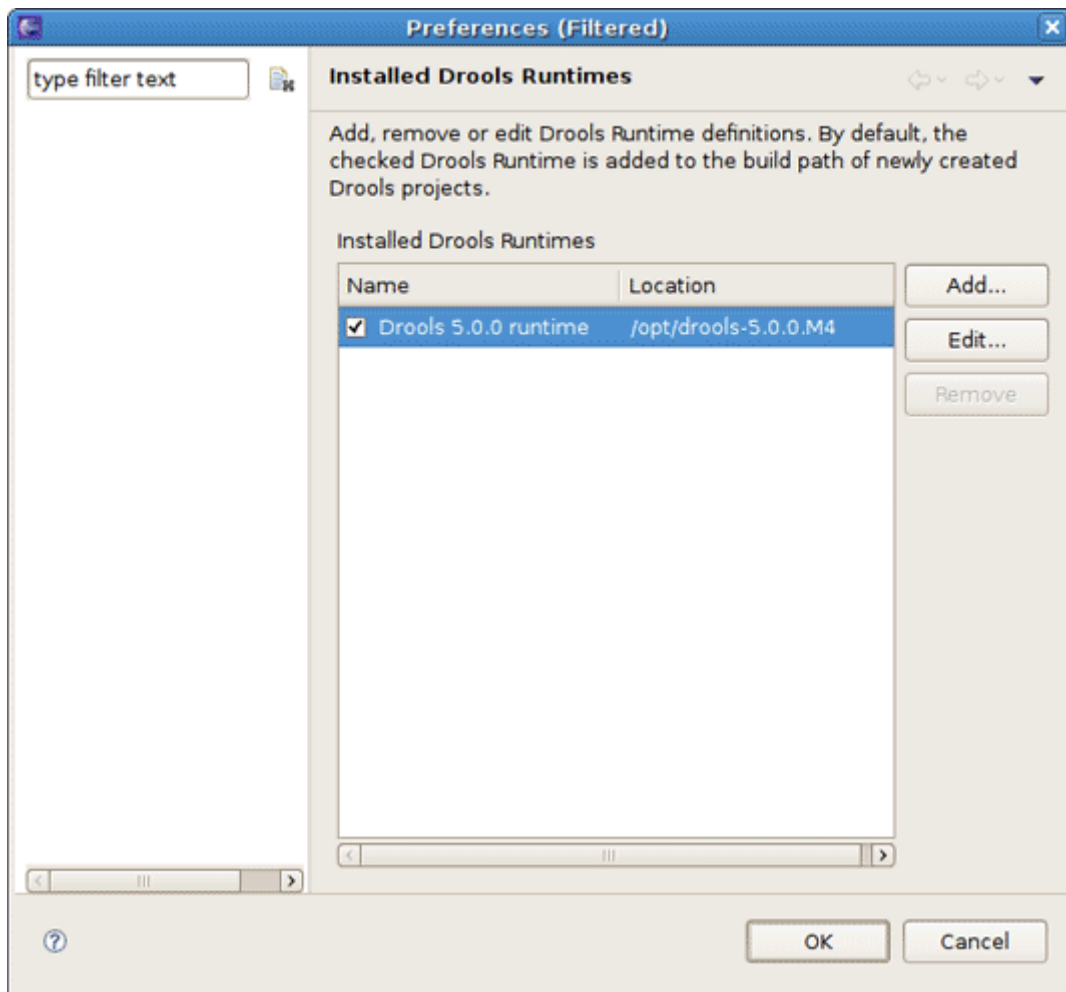 Preferences (Filtered)
type filter text
Installed Drools Runtimes
Add, remove or edit Drools Runtime definitions. By default, the
checked Drools Runtime is added to the build path of newly created
Drools projects.
Installed Drools Runtimes
Name Location
Add...
Drools 5.0.0 runtime /opt/drools-5.0.0.M4
Edit...
Remove
OK Cancel